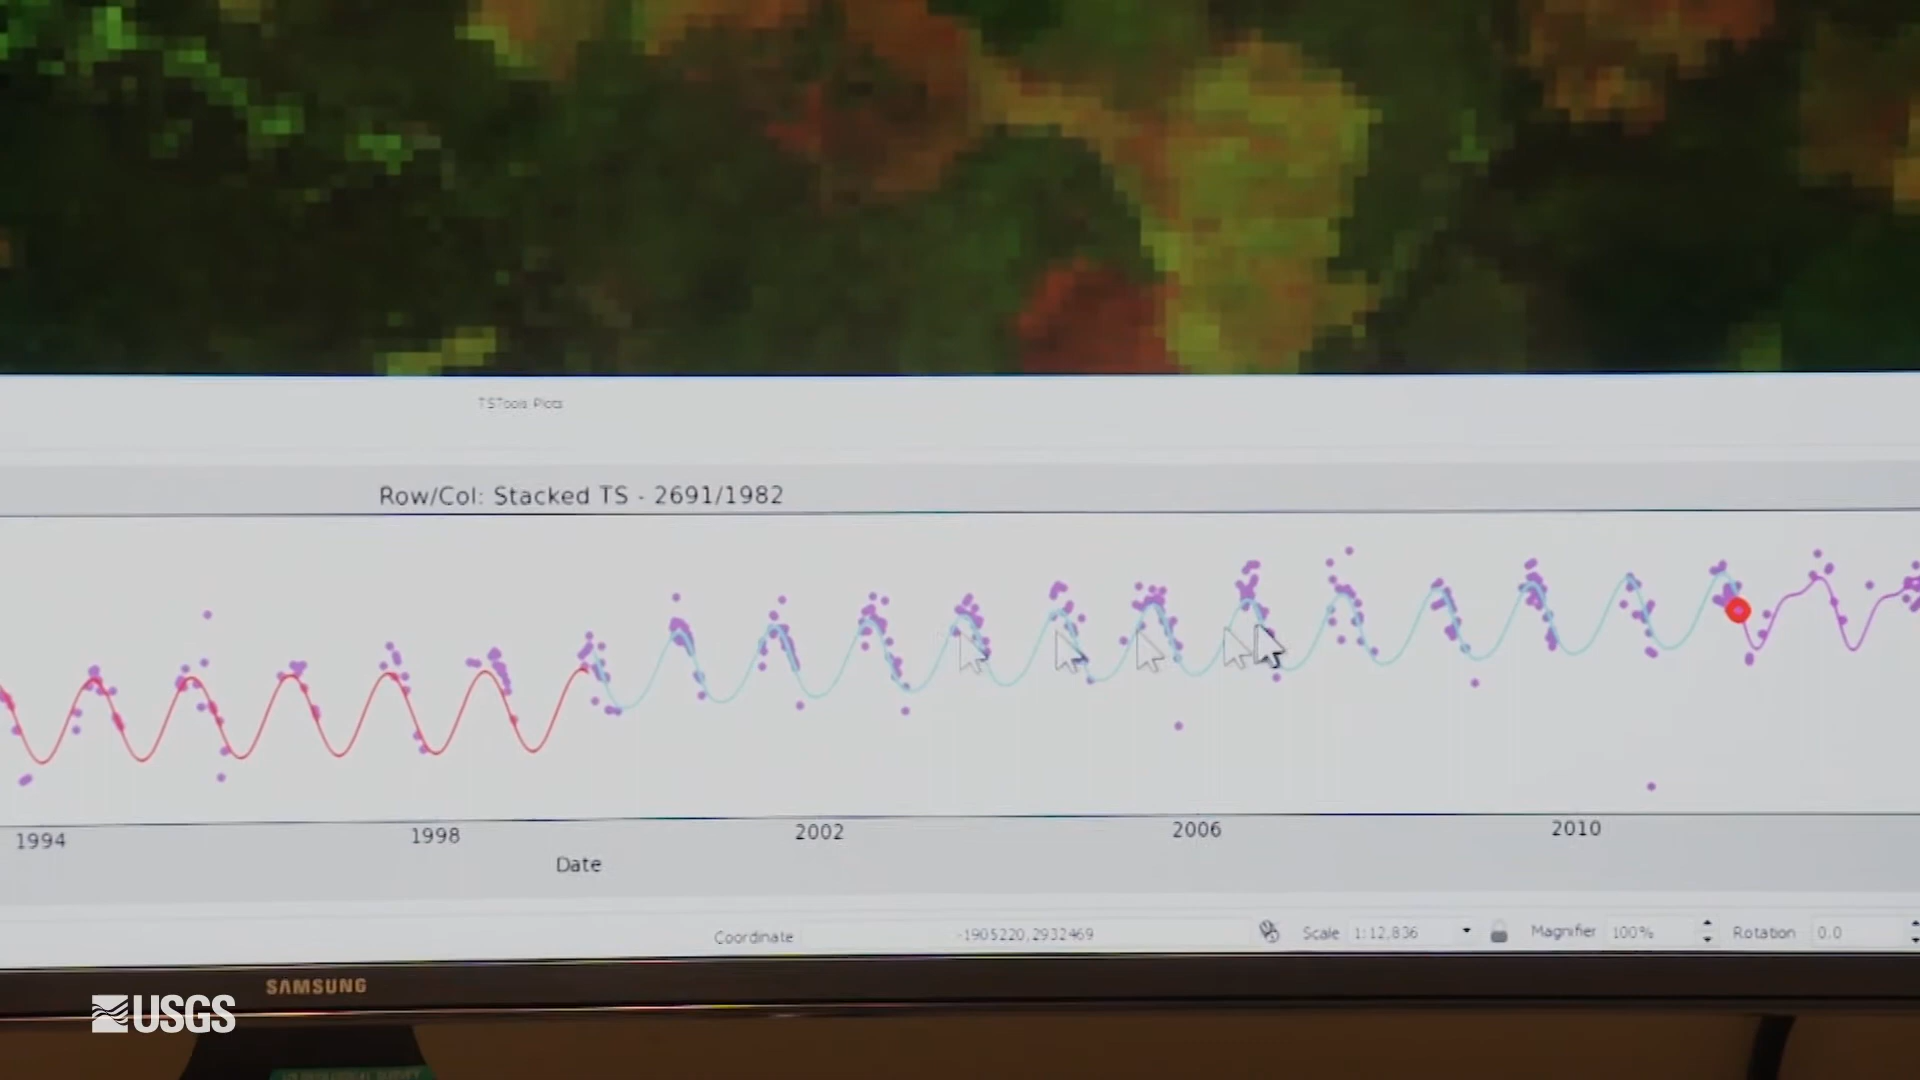 TSTools Plots
Row/Col: Stacked TS - 2691/1982
1994 1998 2002 2006 2010
Date
Coordinate -1905220,2932469 Scale 1:12,836 Magnifier 100% Rotation 0.0
SAMSUNG
USGS